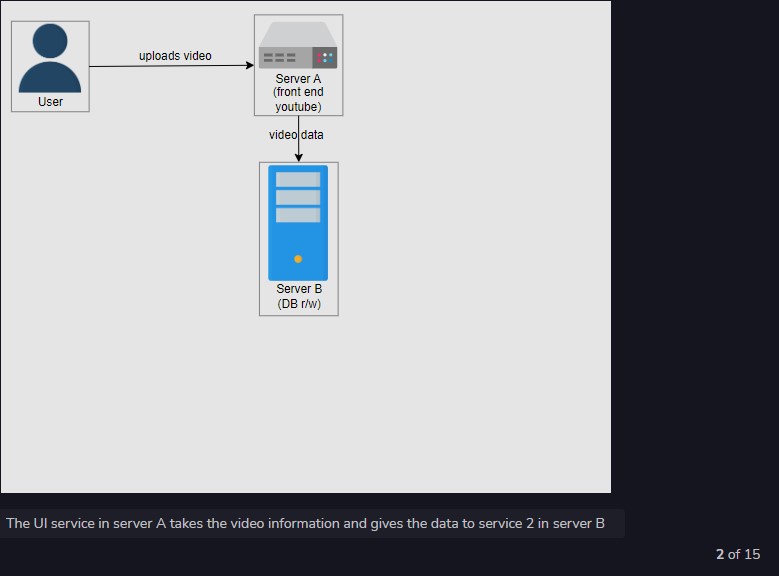 uploads video
User
Server A
(front end
youtube)
video data
Server B
(DB r/w)
The UI service in server A takes the video information and gives the data to service 2 in server B
2 of 15